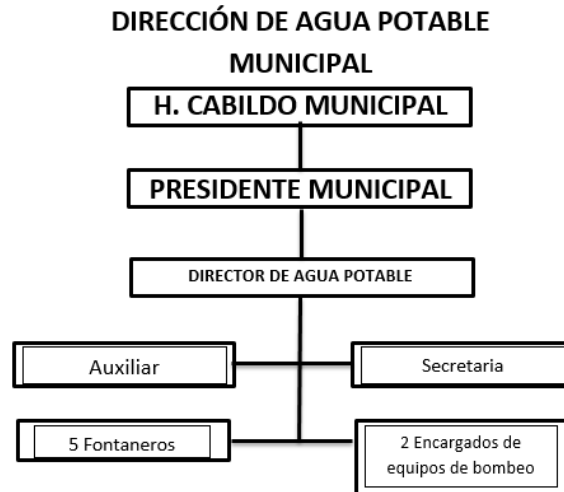 DIRECCIÓN DE AGUA POTABLE
MUNICIPAL
H. CABILDO MUNICIPAL
PRESIDENTE MUNICIPAL
DIRECTOR DE AGUA POTABLE
Auxiliar
Secretaria
5 Fontaneros
2 Encargados de
equipos de bombeo